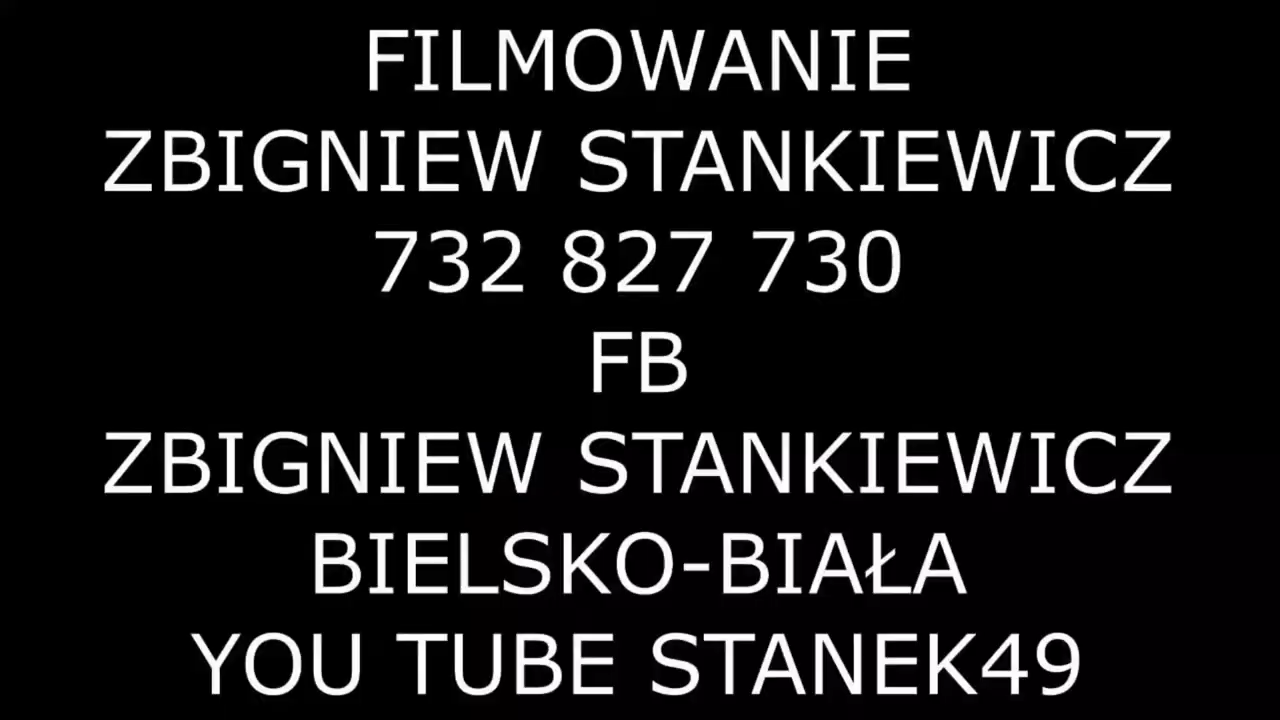 FILMOWANIE
ZBIGNIEW STANKIEWICZ
732 827 730
FB
ZBIGNIEW STANKIEWICZ
BIELSKO-BIAŁA
YOU TUBE STANEK49